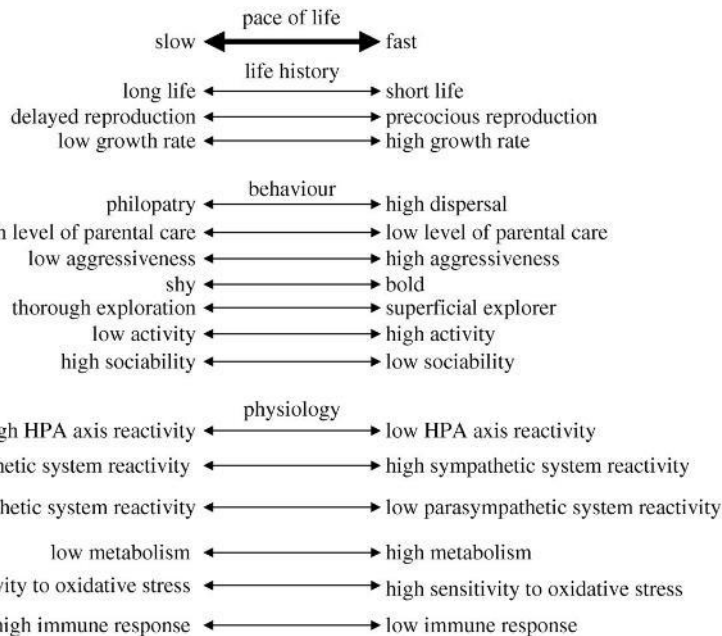 pace of life
slow fast
life history
long life short life
delayed reproduction precocious reproduction
low growth rate high growth rate
behaviour
philopatry high dispersal
level of parental care low level of parental care
low aggressiveness high aggressiveness
shy bold
thorough exploration superficial explorer
low activity high activity
high sociability low sociability
physiology
HPA axis reactivity low HPA axis reactivity
system reactivity high sympathetic system reactivity
system reactivity low parasympathetic system reactivity
low metabolism high metabolism
to oxidative stress high sensitivity to oxidative stress
high immune response low immune response